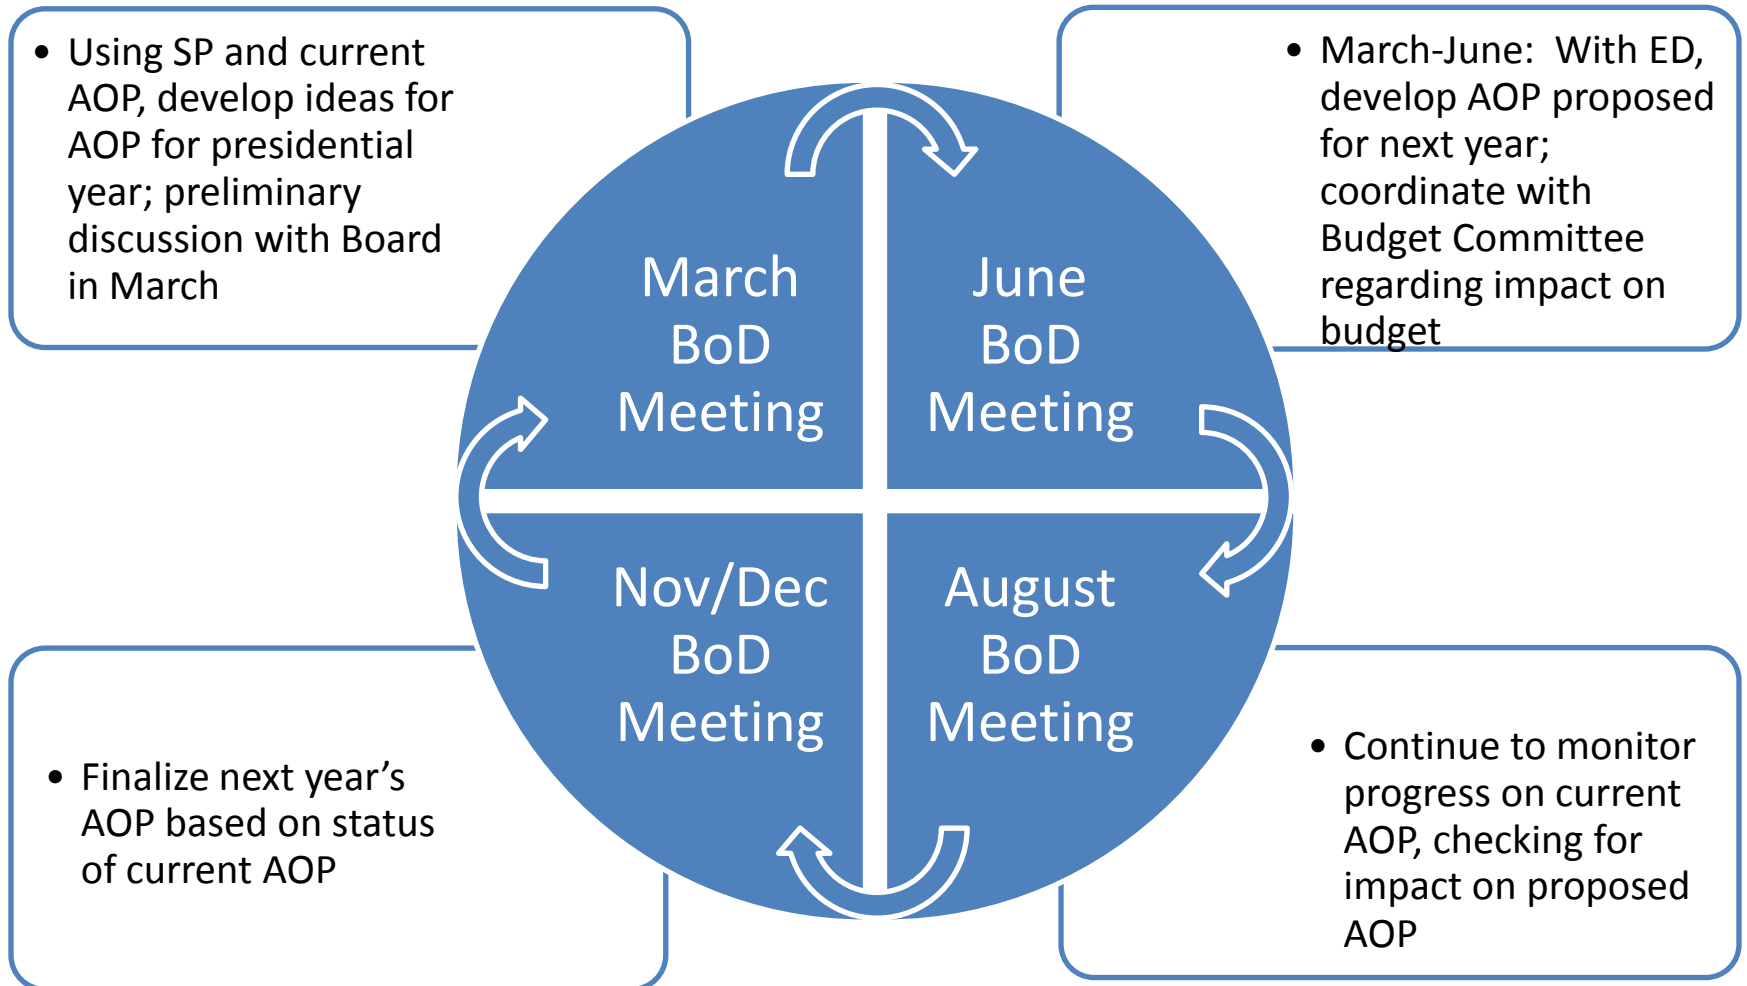 • Using SP and current
AOP, develop ideas for
AOP for presidential
year; preliminary
discussion with Board
in March
• March-June:  With ED,
develop AOP proposed
for next year;
coordinate with
Budget Committee
regarding impact on
budget
March
BoD
Meeting
June
BoD
Meeting
Nov/Dec
BoD
Meeting
August
BoD
Meeting
• Finalize next year’s
AOP based on status
of current AOP
• Continue to monitor
progress on current
AOP, checking for
impact on proposed
AOP